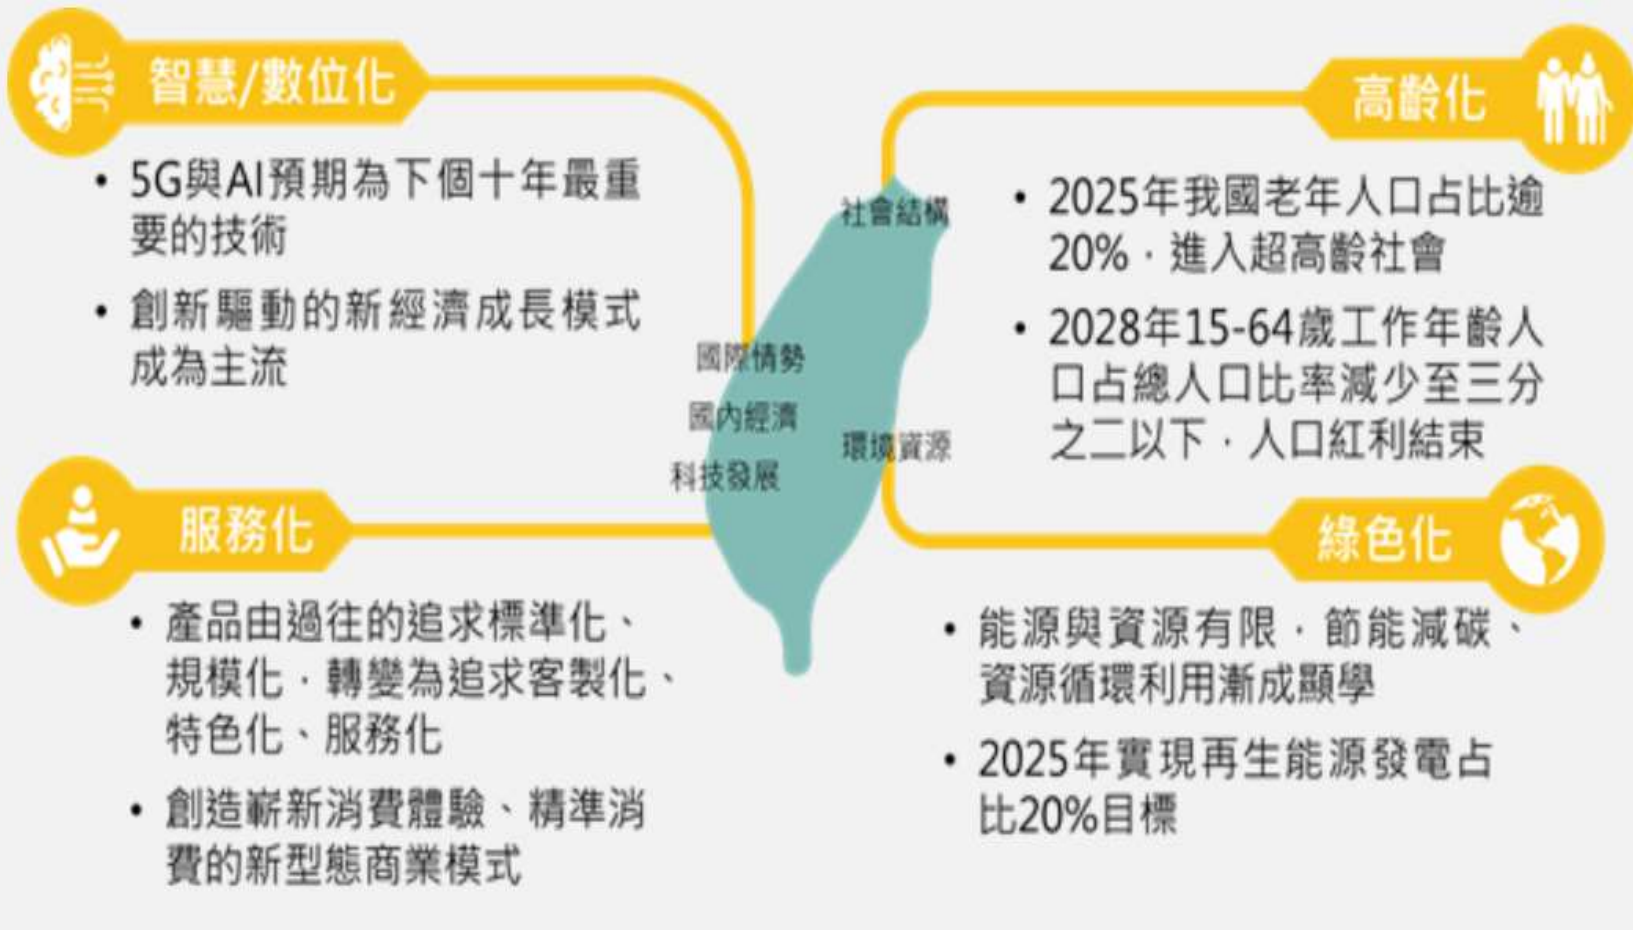 智慧/數位化
• 5G與AI預期為下個十年最重
要的技術
• 創新驅動的新經濟成長模式
成為主流
服務化
• 產品由過往的追求標準化、
規模化，轉變為追求客製化、
特色化、服務化
• 創造嶄新消費體驗、精準消
費的新型態商業模式
社會結構
國際情勢
國內經濟
科技發展
環境資源
高齡化
• 2025年我國老年人口占比逾
20%，進入超高齡社會
• 2028年15-64歲工作年齡人
口占總人口比率減少至三分
之二以下，人口紅利結束
綠色化
• 能源與資源有限，節能減碳、
資源循環利用漸成顯學
• 2025年實現再生能源發電占
比20%目標